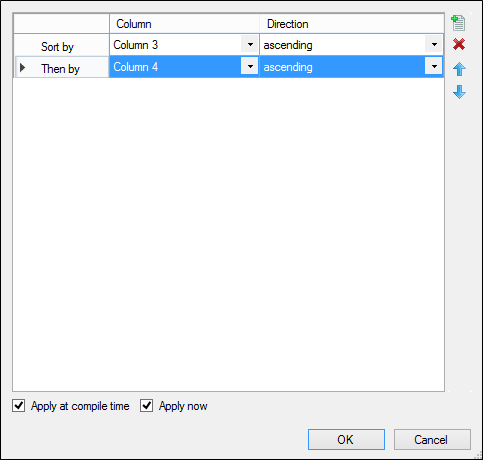 Column Direction
Sort by Column 3 ascending
Then by Column 4 ascending
Apply at compile time Apply now
OK Cancel